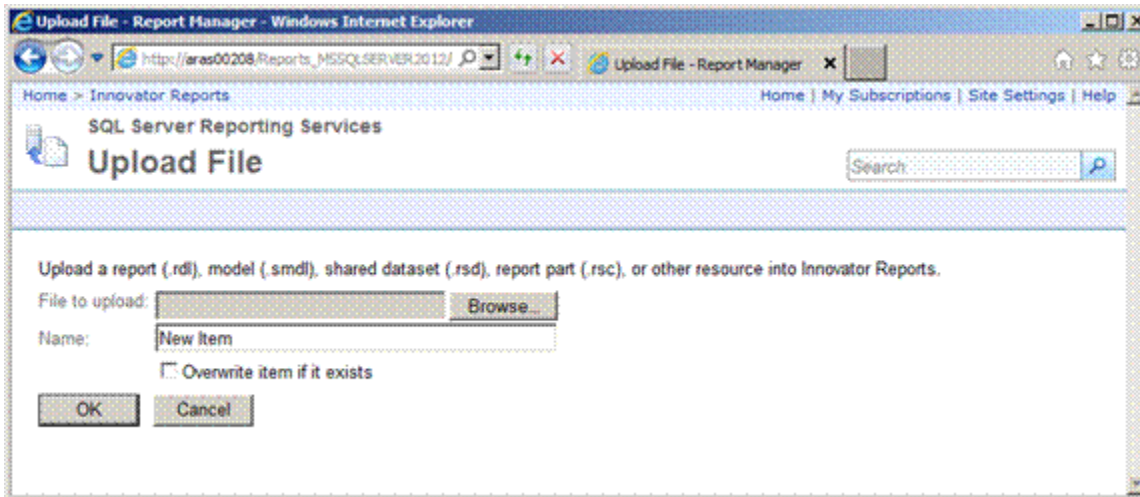 Upload File - Report Manager - Windows Internet Explorer
http://aras00208/Reports_MSSQLSERVER2012/
Upload File - Report Manager
Home > Innovator Reports
Home | My Subscriptions | Site Settings | Help
SQL Server Reporting Services
Upload File
Search
Upload a report (.rdl), model (.smdl), shared dataset (.rsd), report part (.rsc), or other resource into Innovator Reports.
File to upload:
Browse...
Name:
New Item
Overwrite item if it exists
OK
Cancel